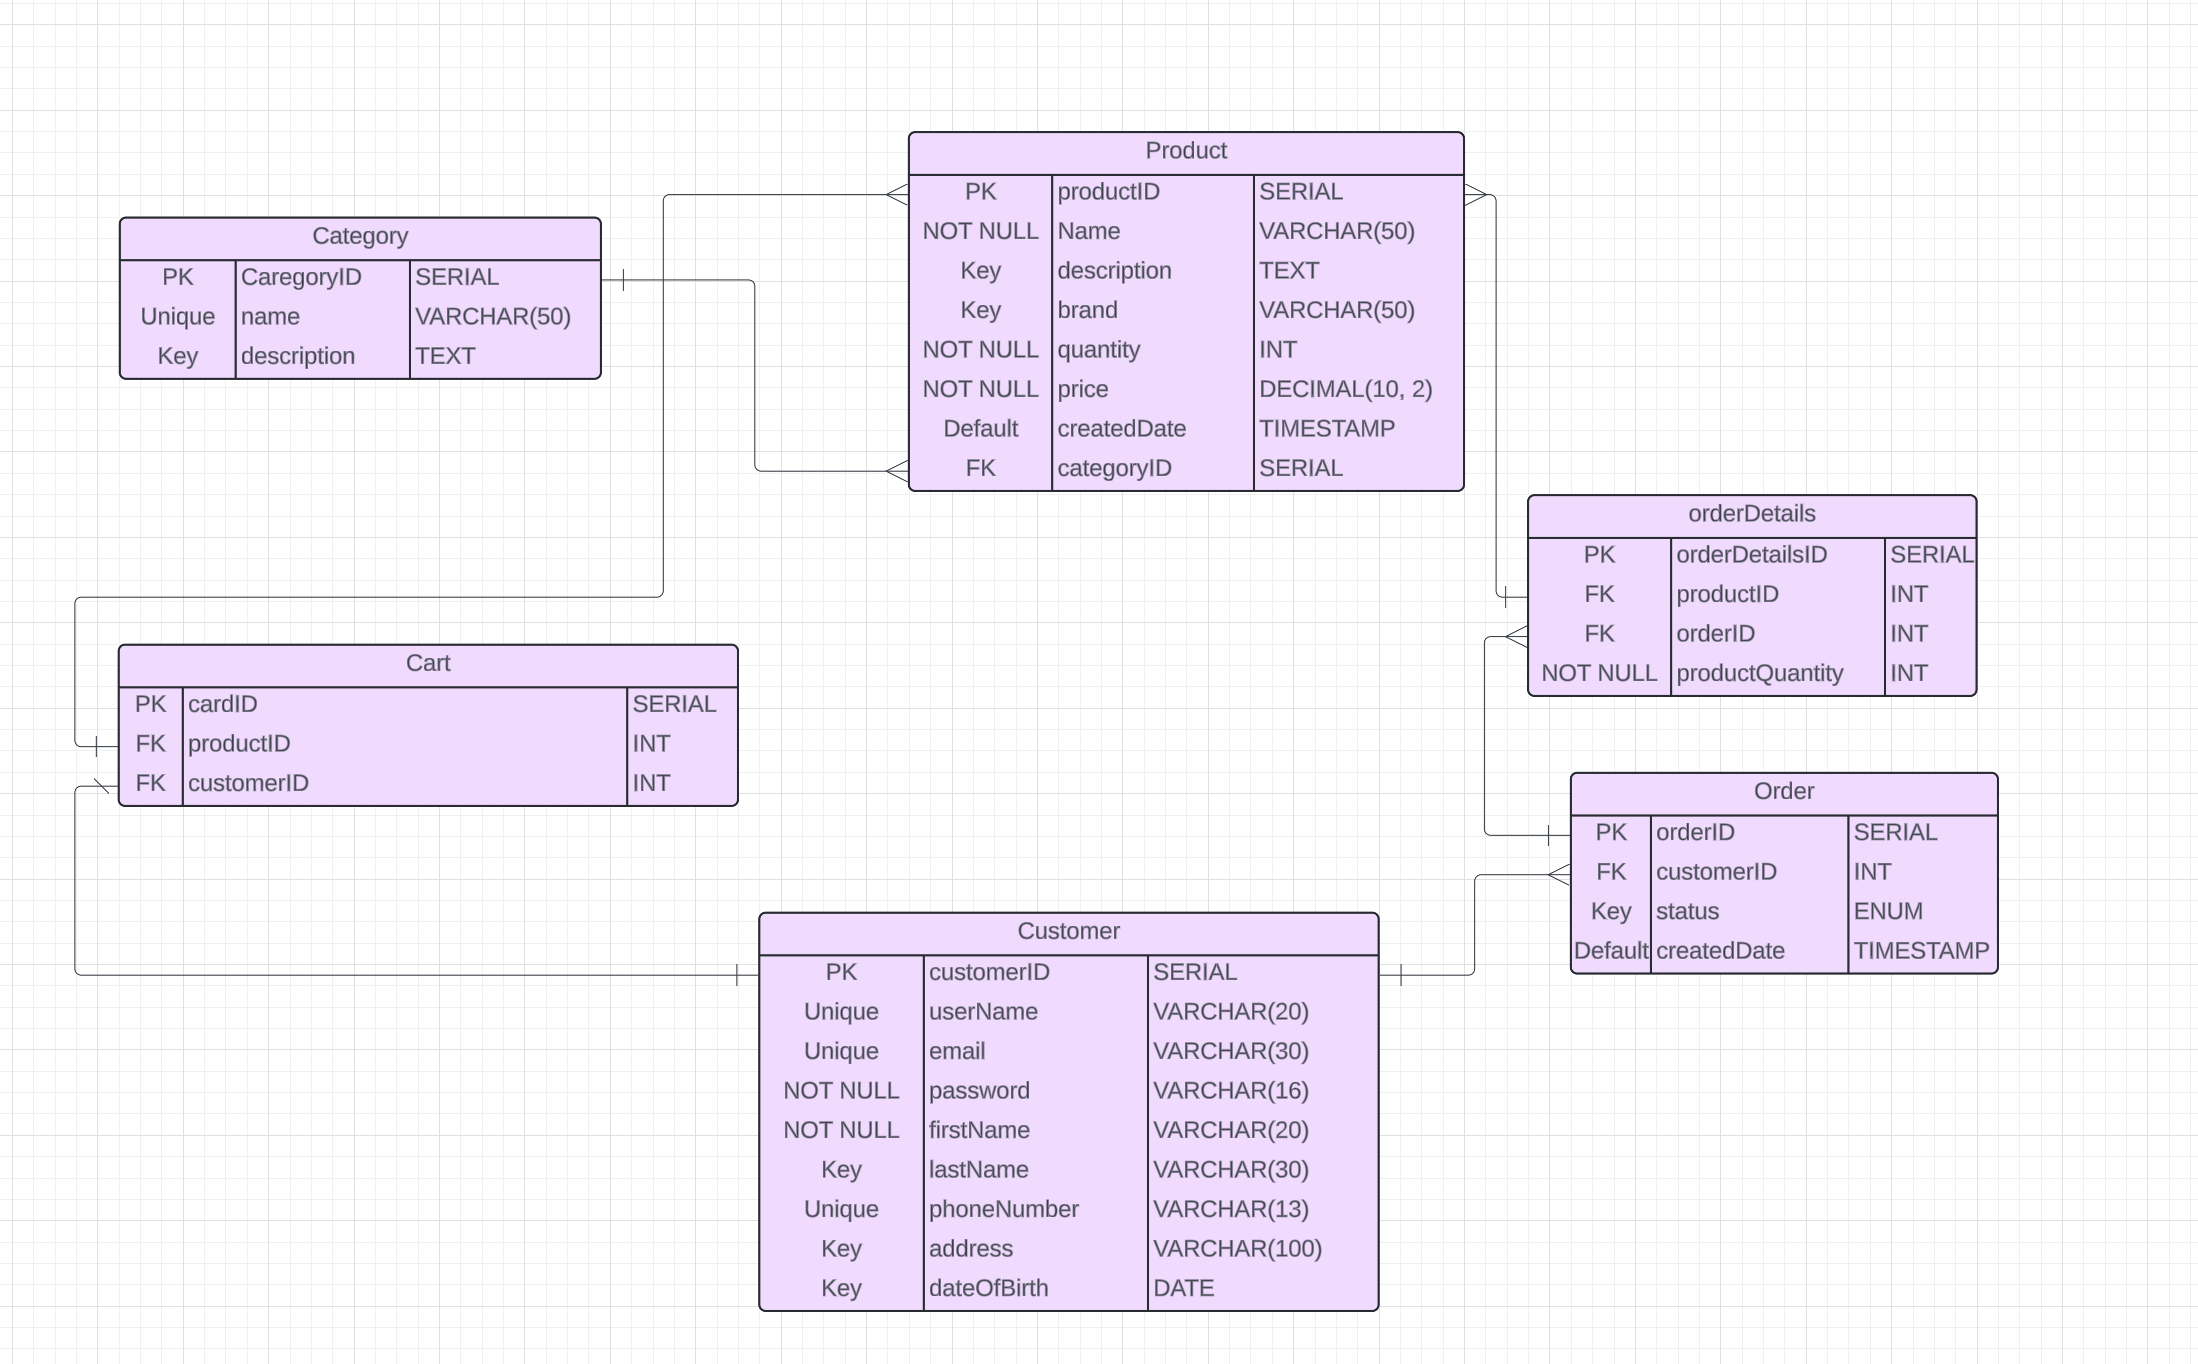 Product
PK productID SERIAL
NOT NULL Name VARCHAR(50)
Key description TEXT
Key brand VARCHAR(50)
NOT NULL quantity INT
NOT NULL price DECIMAL(10, 2)
Default createdDate TIMESTAMP
FK categoryID SERIAL
Category
PK CaregoryID SERIAL
Unique name VARCHAR(50)
Key description TEXT
orderDetails
PK orderDetailsID SERIAL
FK productID INT
FK orderID INT
NOT NULL productQuantity INT
Cart
PK cardID SERIAL
FK productID INT
FK customerID INT
Order
PK orderID SERIAL
FK customerID INT
Key status ENUM
Default createdDate TIMESTAMP
Customer
PK customerID SERIAL
Unique userName VARCHAR(20)
Unique email VARCHAR(30)
NOT NULL password VARCHAR(16)
NOT NULL firstName VARCHAR(20)
Key lastName VARCHAR(30)
Unique phoneNumber VARCHAR(13)
Key address VARCHAR(100)
Key dateOfBirth DATE